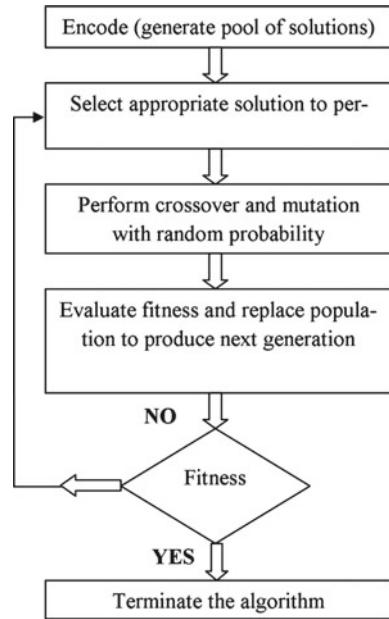 Encode (generate pool of solutions)
Select appropriate solution to per-
Perform crossover and mutation
with random probability
Evaluate fitness and replace popula-
tion to produce next generation
NO
Fitness
YES
Terminate the algorithm